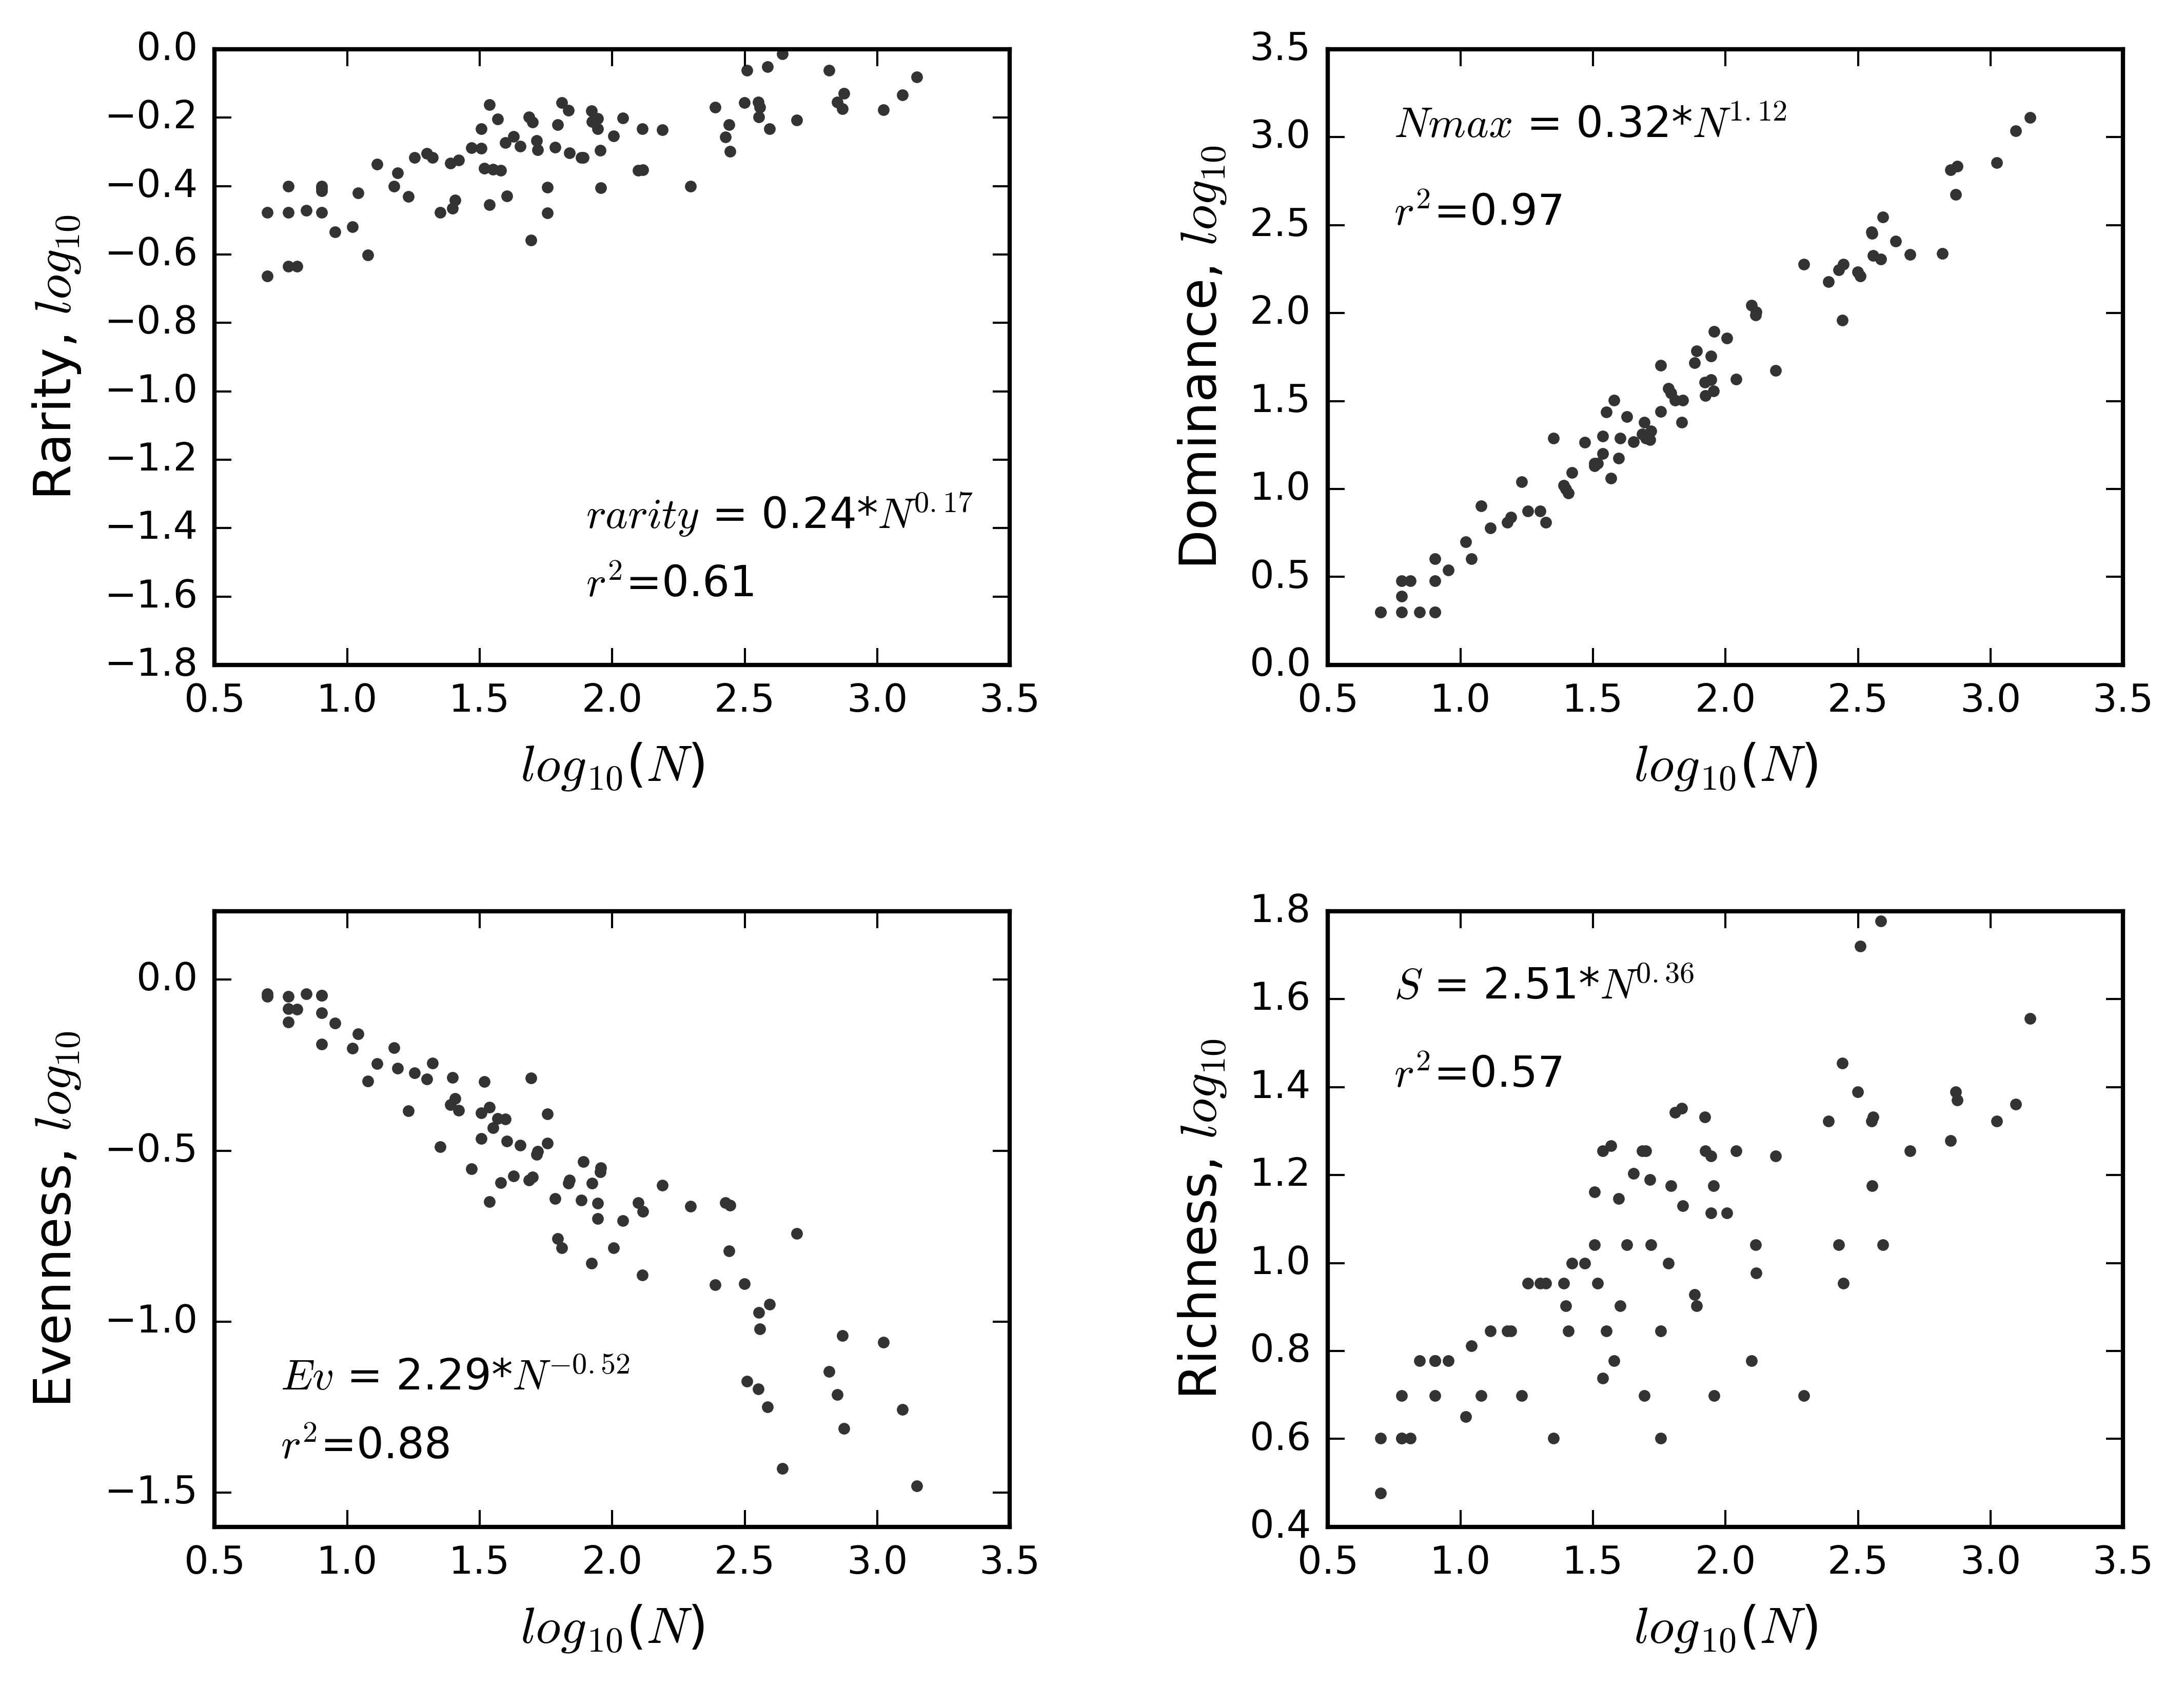 0.0
−0.2
−0.4
−0.6
−0.8
−1.0
−1.2
−1.4
−1.6
−1.8
Rarity, log₁₀
rarity = 0.24*N^0.17
r²=0.61
0.5 1.0 1.5 2.0 2.5 3.0 3.5
log₁₀(N)
3.5
3.0
2.5
2.0
1.5
1.0
0.5
0.0
Dominance, log₁₀
Nmax = 0.32*N^1.12
r²=0.97
0.5 1.0 1.5 2.0 2.5 3.0 3.5
log₁₀(N)
0.0
−0.5
−1.0
−1.5
Evenness, log₁₀
Ev = 2.29*N^−0.52
r²=0.88
0.5 1.0 1.5 2.0 2.5 3.0 3.5
log₁₀(N)
1.8
1.6
1.4
1.2
1.0
0.8
0.6
0.4
Richness, log₁₀
S = 2.51*N^0.36
r²=0.57
0.5 1.0 1.5 2.0 2.5 3.0 3.5
log₁₀(N)